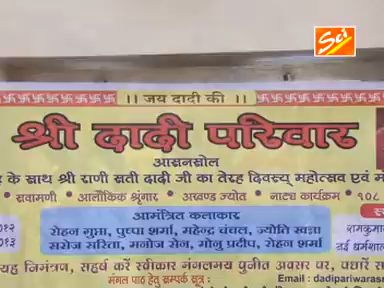 Sci
।। जय दादी की ।।
श्री दादी परिवार
आसनसोल
के साथ श्री राणी सती दादी जी का तेरह दिवस्य् महोत्सव एवं
सवामणी • आलौकिक श्रृंगार • अखण्ड ज्योत • नाट्य कार्यक्रम • १०८
आमंत्रित कलाकार
रोहन गुप्ता, पुष्पा शर्मा, महेन्द्र चंचल, ज्योति खन्ना
सरोज सरिता, मनोज सेन, मोनु प्रदीप, रोहन शर्मा
यह निमंत्रण, सहर्ष करें स्वीकार मंगलमय पुनीत अवसर पर, पधारें
मंगल पाठ हेतु सम्पर्क सूत्र :
Email : dadipariwaras